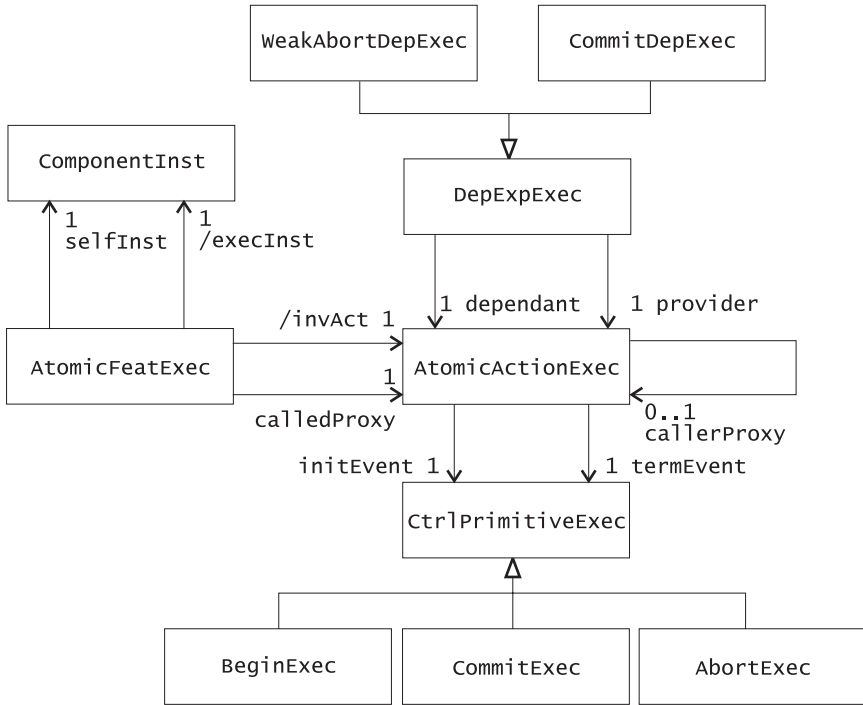 WeakAbortDepExec
CommitDepExec
ComponentInst
DepExpExec
1
selfInst
1
/execInst
1 dependant
1 provider
/invAct 1
AtomicFeatExec
AtomicActionExec
1
calledProxy
0..1
callerProxy
initEvent 1
1 termEvent
CtrlPrimitiveExec
BeginExec
CommitExec
AbortExec